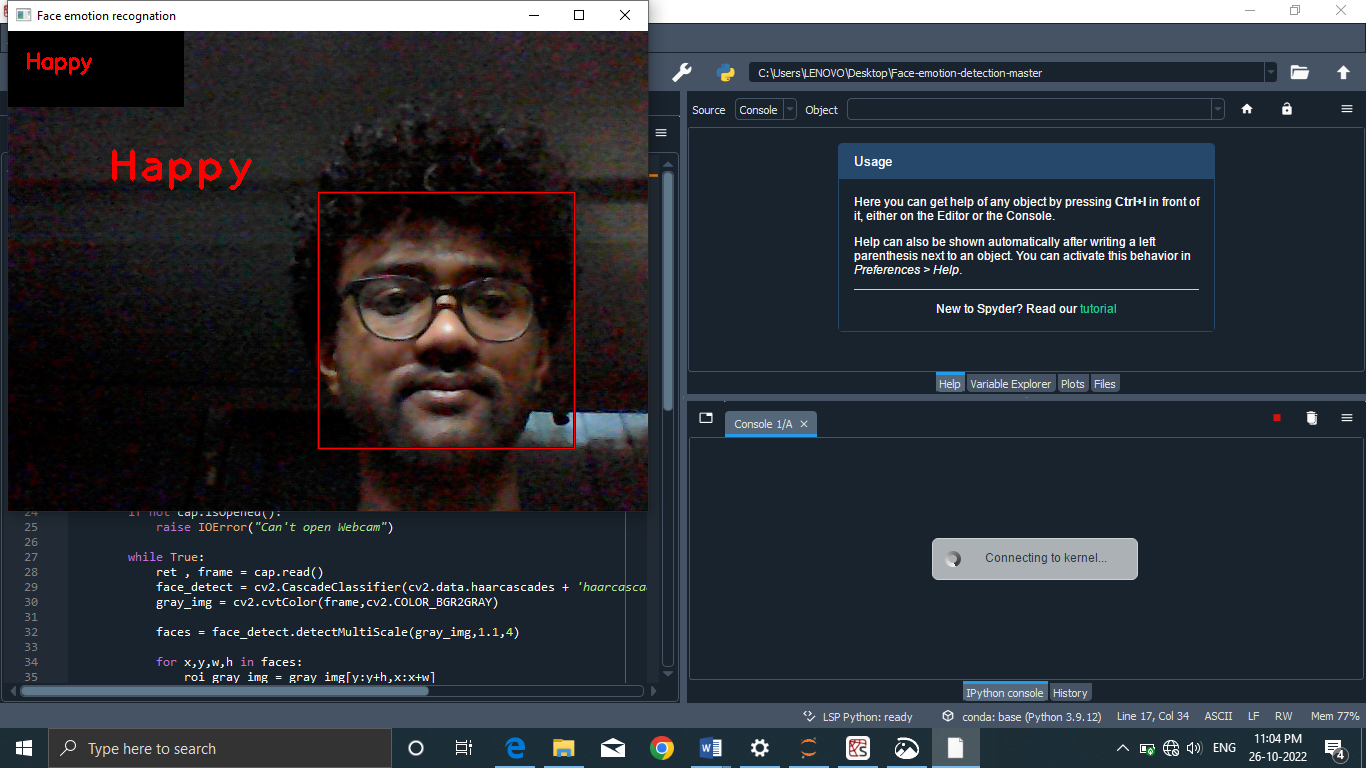 Face emotion recognation
Happy
Happy
C:\Users\LENOVO\Desktop\Face-emotion-detection-master
Source
Console
Object
Usage
Here you can get help of any object by pressing Ctrl+I in front of
it, either on the Editor or the Console.
Help can also be shown automatically after writing a left
parenthesis next to an object. You can activate this behavior in
Preferences > Help.
New to Spyder? Read our tutorial
Help
Variable Explorer
Plots
Files
Console 1/A
Connecting to kernel...
IPython console
History
24 if not cap.isOpened():
25 raise IOError("Can't open Webcam")
26
27 while True:
28 ret , frame = cap.read()
29 face_detect = cv2.CascadeClassifier(cv2.data.haarcascades + 'haarcascad
30 gray_img = cv2.cvtColor(frame,cv2.COLOR_BGR2GRAY)
31
32 faces = face_detect.detectMultiScale(gray_img,1.1,4)
33
34 for x,y,w,h in faces:
35 roi_gray_img = gray_img[y:y+h,x:x+w]
LSP Python: ready
conda: base (Python 3.9.12)
Line 17, Col 34
ASCII
LF
RW
Mem 77%
Type here to search
ENG
11:04 PM
26-10-2022
4